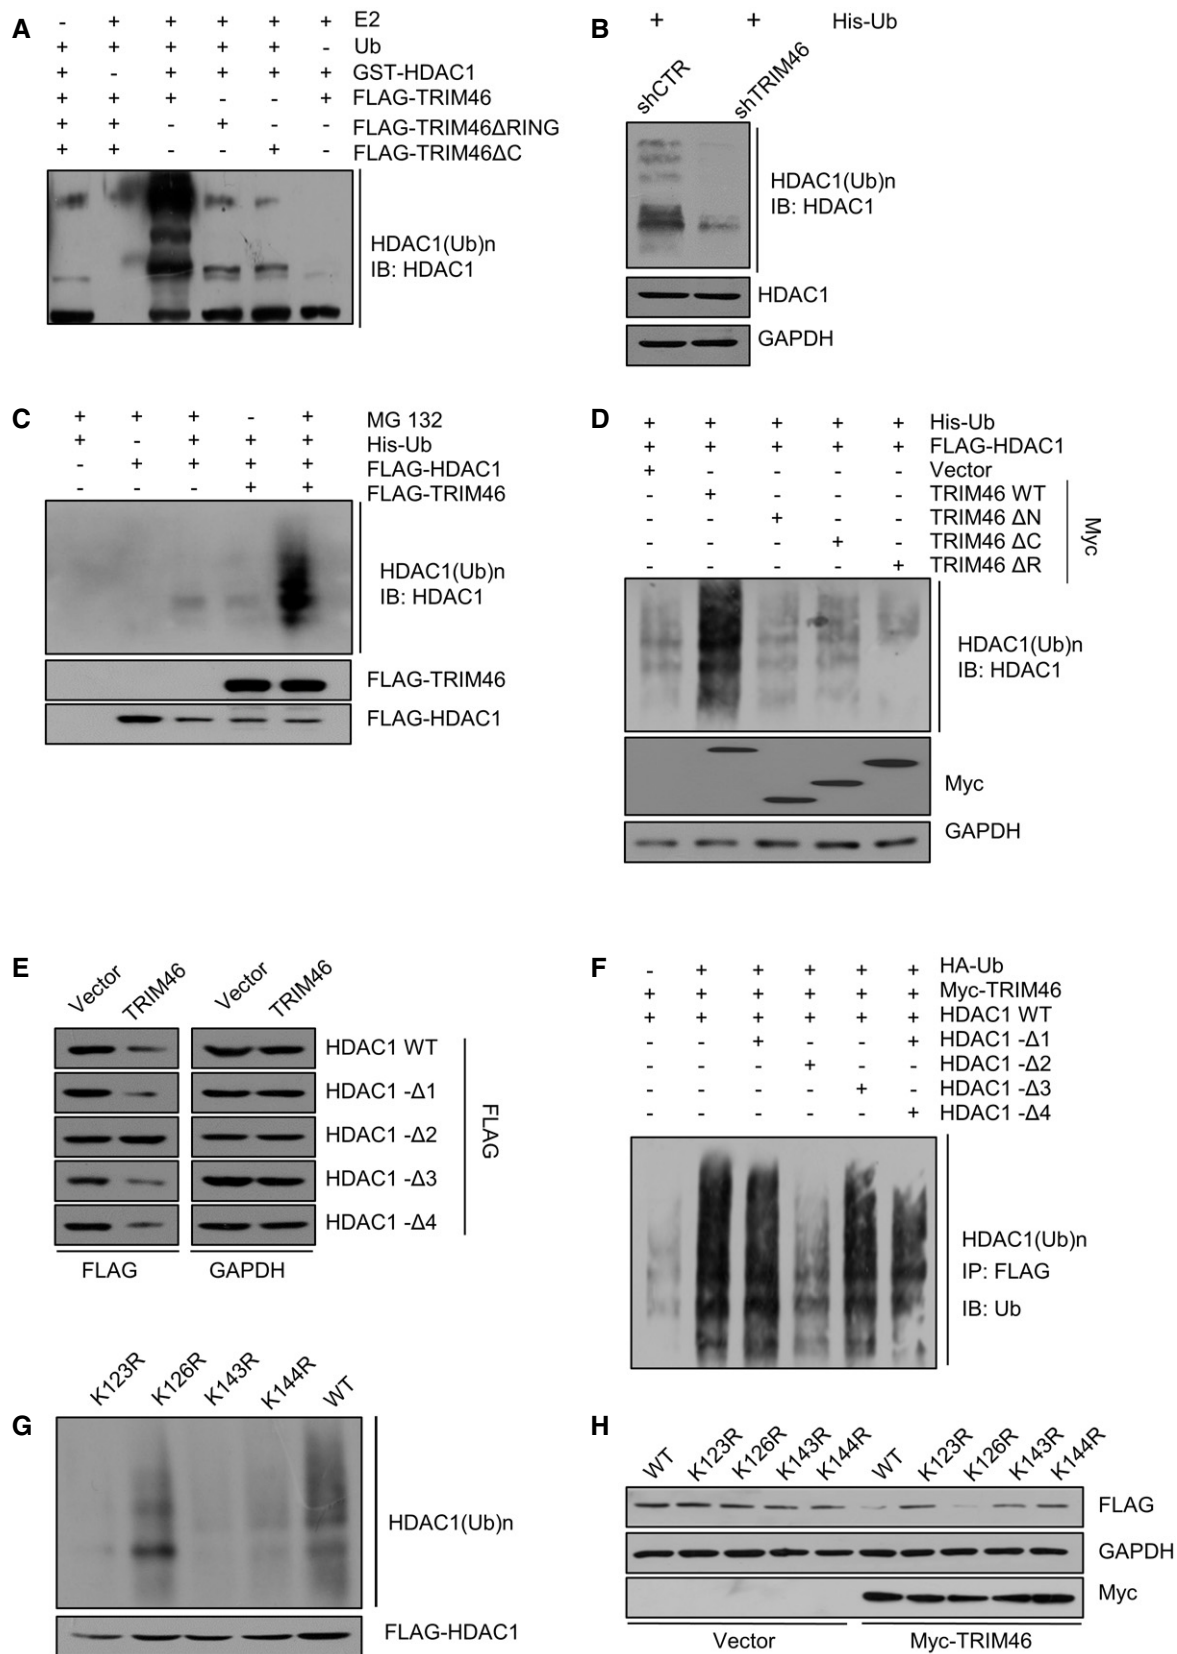 A
- + + + + + E2
+ + + + + - Ub
+ - + + + + GST-HDAC1
+ + + - - + FLAG-TRIM46
+ + - + - - FLAG-TRIM46ΔRING
+ + - - + - FLAG-TRIM46ΔC
HDAC1(Ub)n
IB: HDAC1
B
+ + His-Ub
shCTR shTRIM46
HDAC1(Ub)n
IB: HDAC1
HDAC1
GAPDH
C
+ + + - + MG 132
+ - + + + His-Ub
- + + + + FLAG-HDAC1
- - - + + FLAG-TRIM46
HDAC1(Ub)n
IB: HDAC1
FLAG-TRIM46
FLAG-HDAC1
D
+ + + + + His-Ub
+ + + + + FLAG-HDAC1
+ - - - - Vector
- + - - - TRIM46 WT
- - + - - TRIM46 ΔN
- - - + - TRIM46 ΔC
- - - - + TRIM46 ΔR
Myc
HDAC1(Ub)n
IB: HDAC1
Myc
GAPDH
E
Vector TRIM46 Vector TRIM46
HDAC1 WT
HDAC1 -Δ1
HDAC1 -Δ2
HDAC1 -Δ3
HDAC1 -Δ4
FLAG
FLAG GAPDH
F
- + + + + + HA-Ub
+ + + + + + Myc-TRIM46
+ + + + + + HDAC1 WT
- - + - - + HDAC1 -Δ1
- - - + - - HDAC1 -Δ2
- - - - + - HDAC1 -Δ3
- - - - - + HDAC1 -Δ4
HDAC1(Ub)n
IP: FLAG
IB: Ub
G
K123R K126R K143R K144R WT
HDAC1(Ub)n
FLAG-HDAC1
H
WT K123R K126R K143R K144R WT K123R K126R K143R K144R
FLAG
GAPDH
Myc
Vector Myc-TRIM46